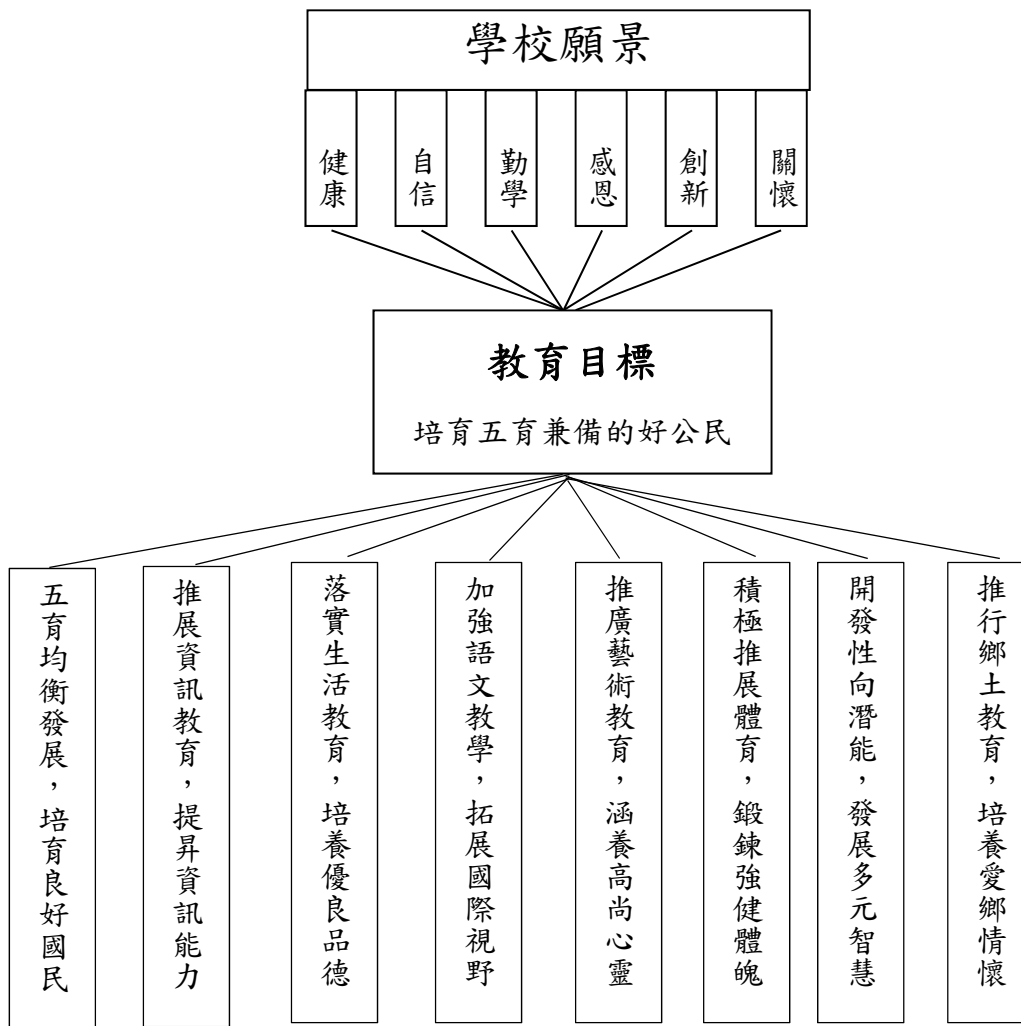 學校願景
健康
自信
勤學
感恩
創新
關懷
教育目標
培育五育兼備的好公民
五育均衡發展，培育良好國民
推展資訊教育，提昇資訊能力
落實生活教育，培養優良品德
加強語文教學，拓展國際視野
推廣藝術教育，涵養高尚心靈
積極推展體育，鍛鍊強健體魄
開發性向潛能，發展多元智慧
推行鄉土教育，培養愛鄉情懷